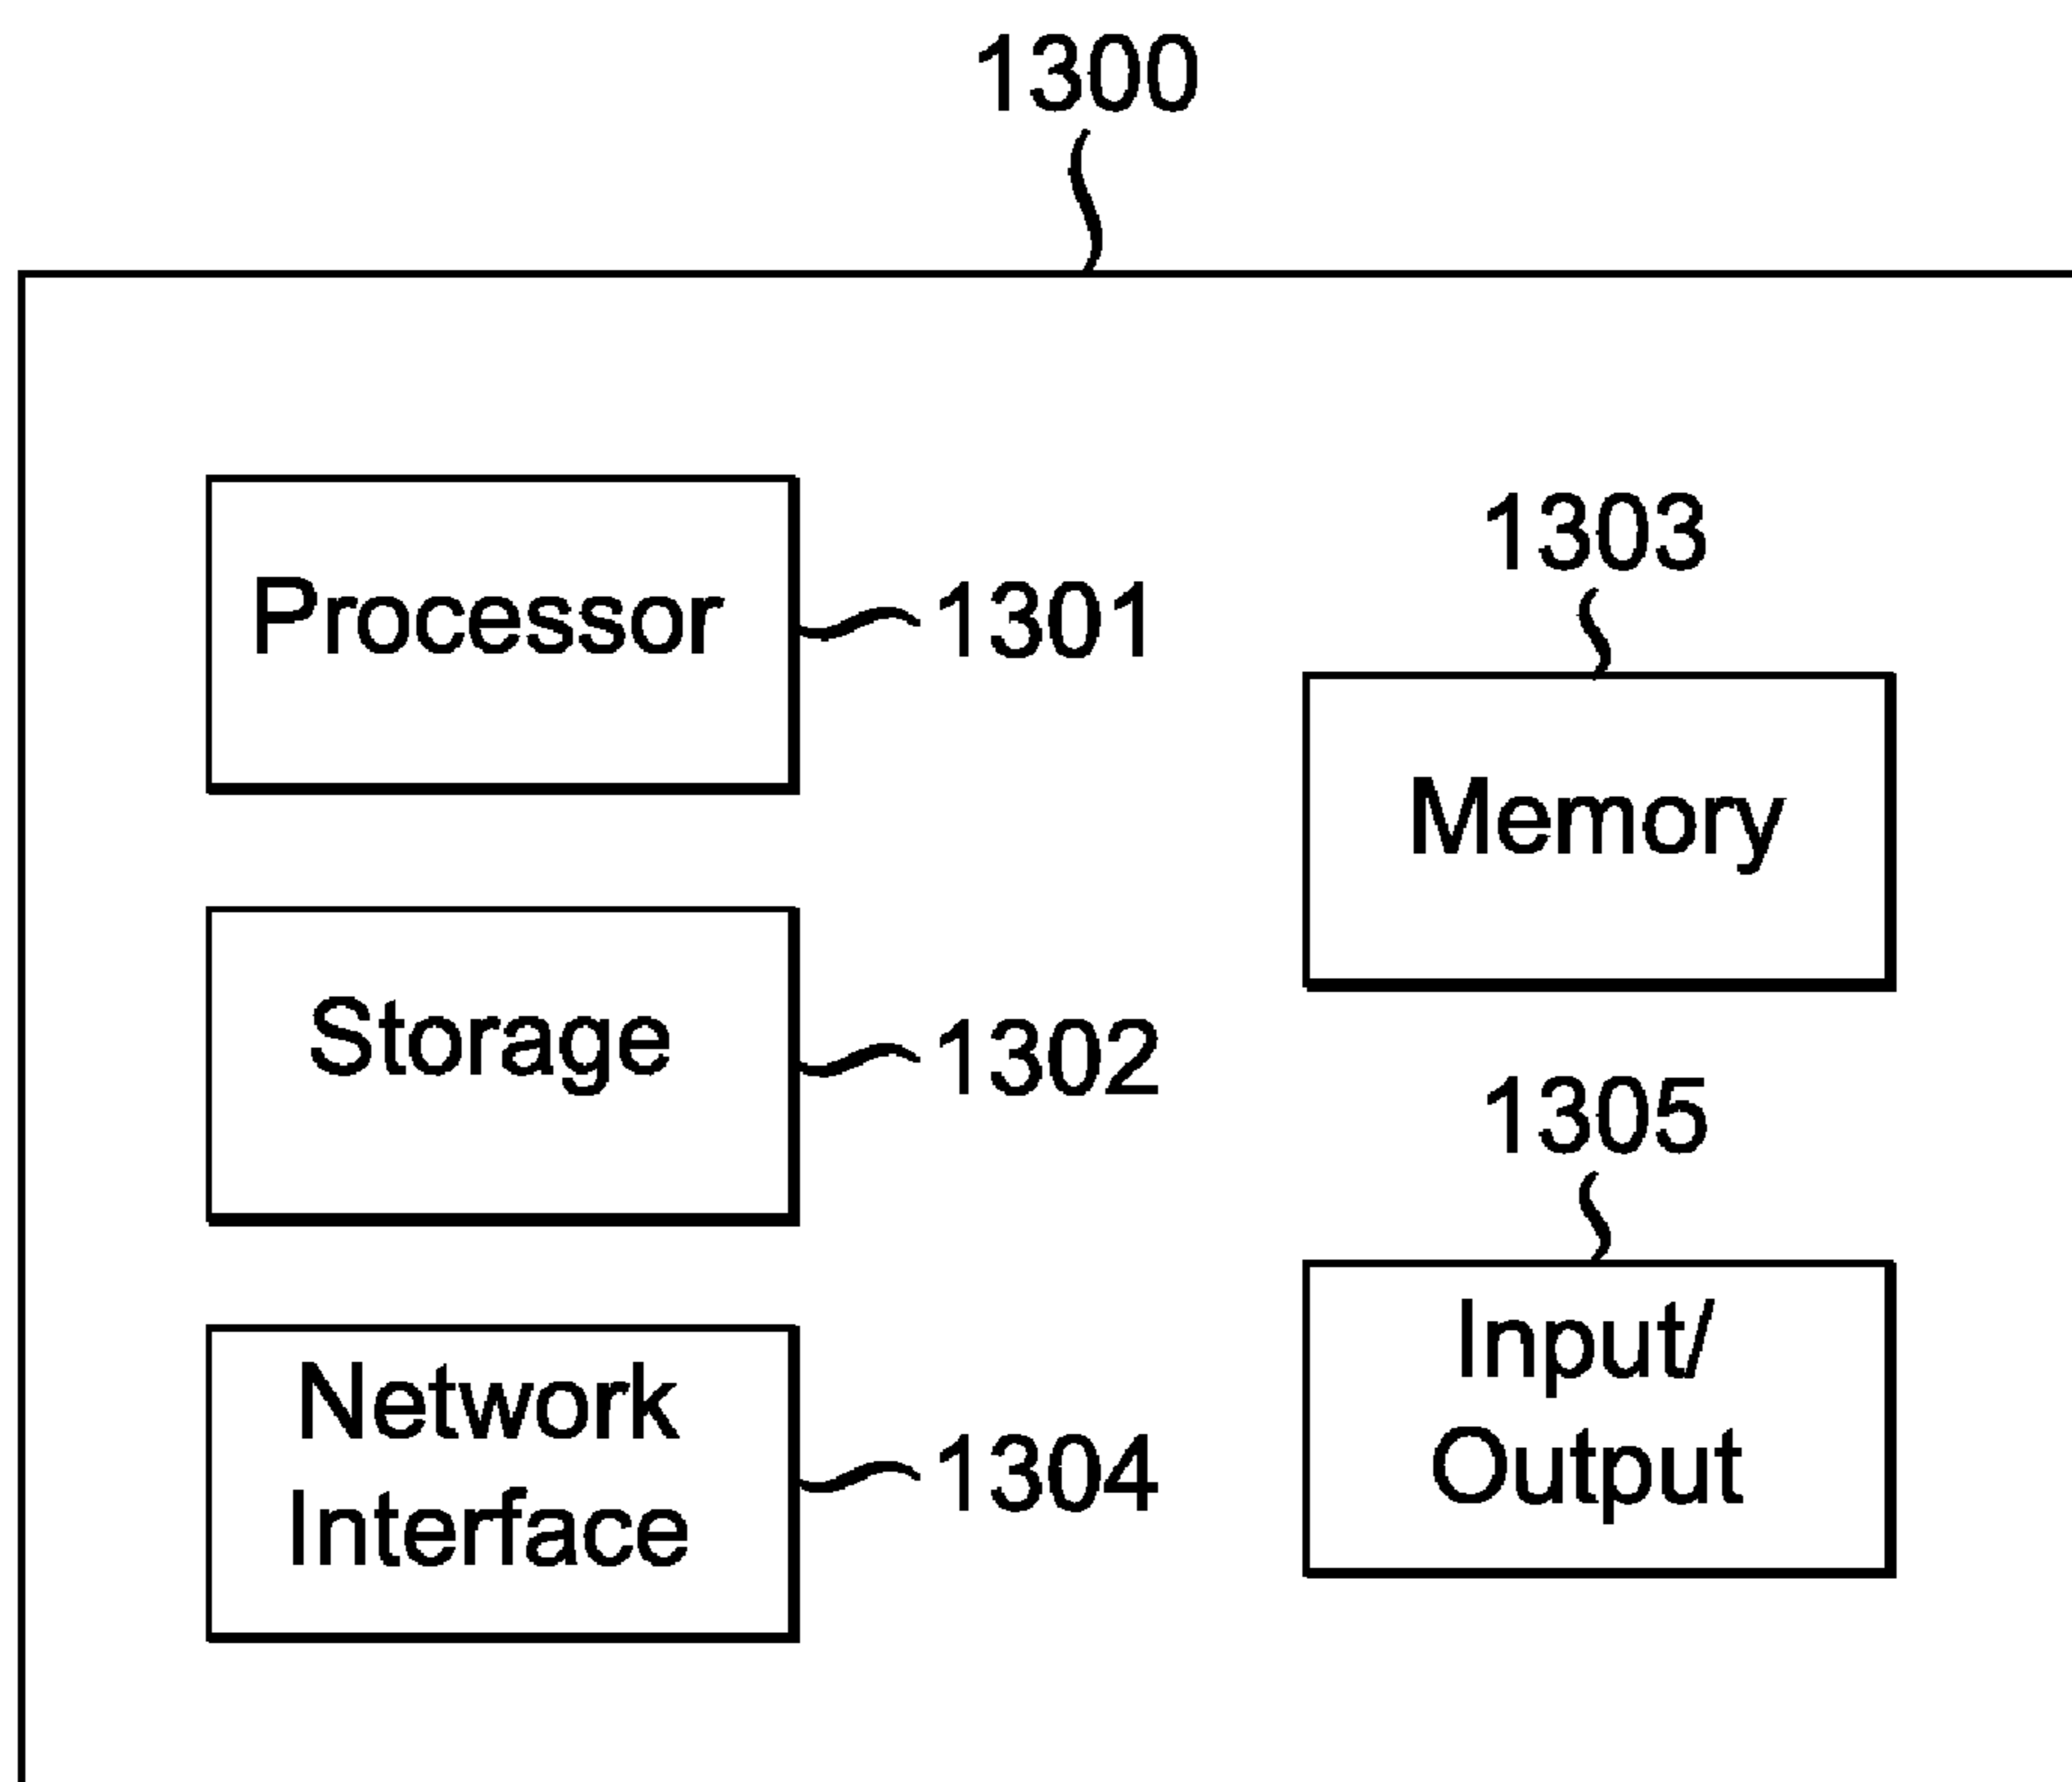 1300
Processor
1301
1303
Memory
Storage
1302
1305
Input/
Output
Network
Interface
1304